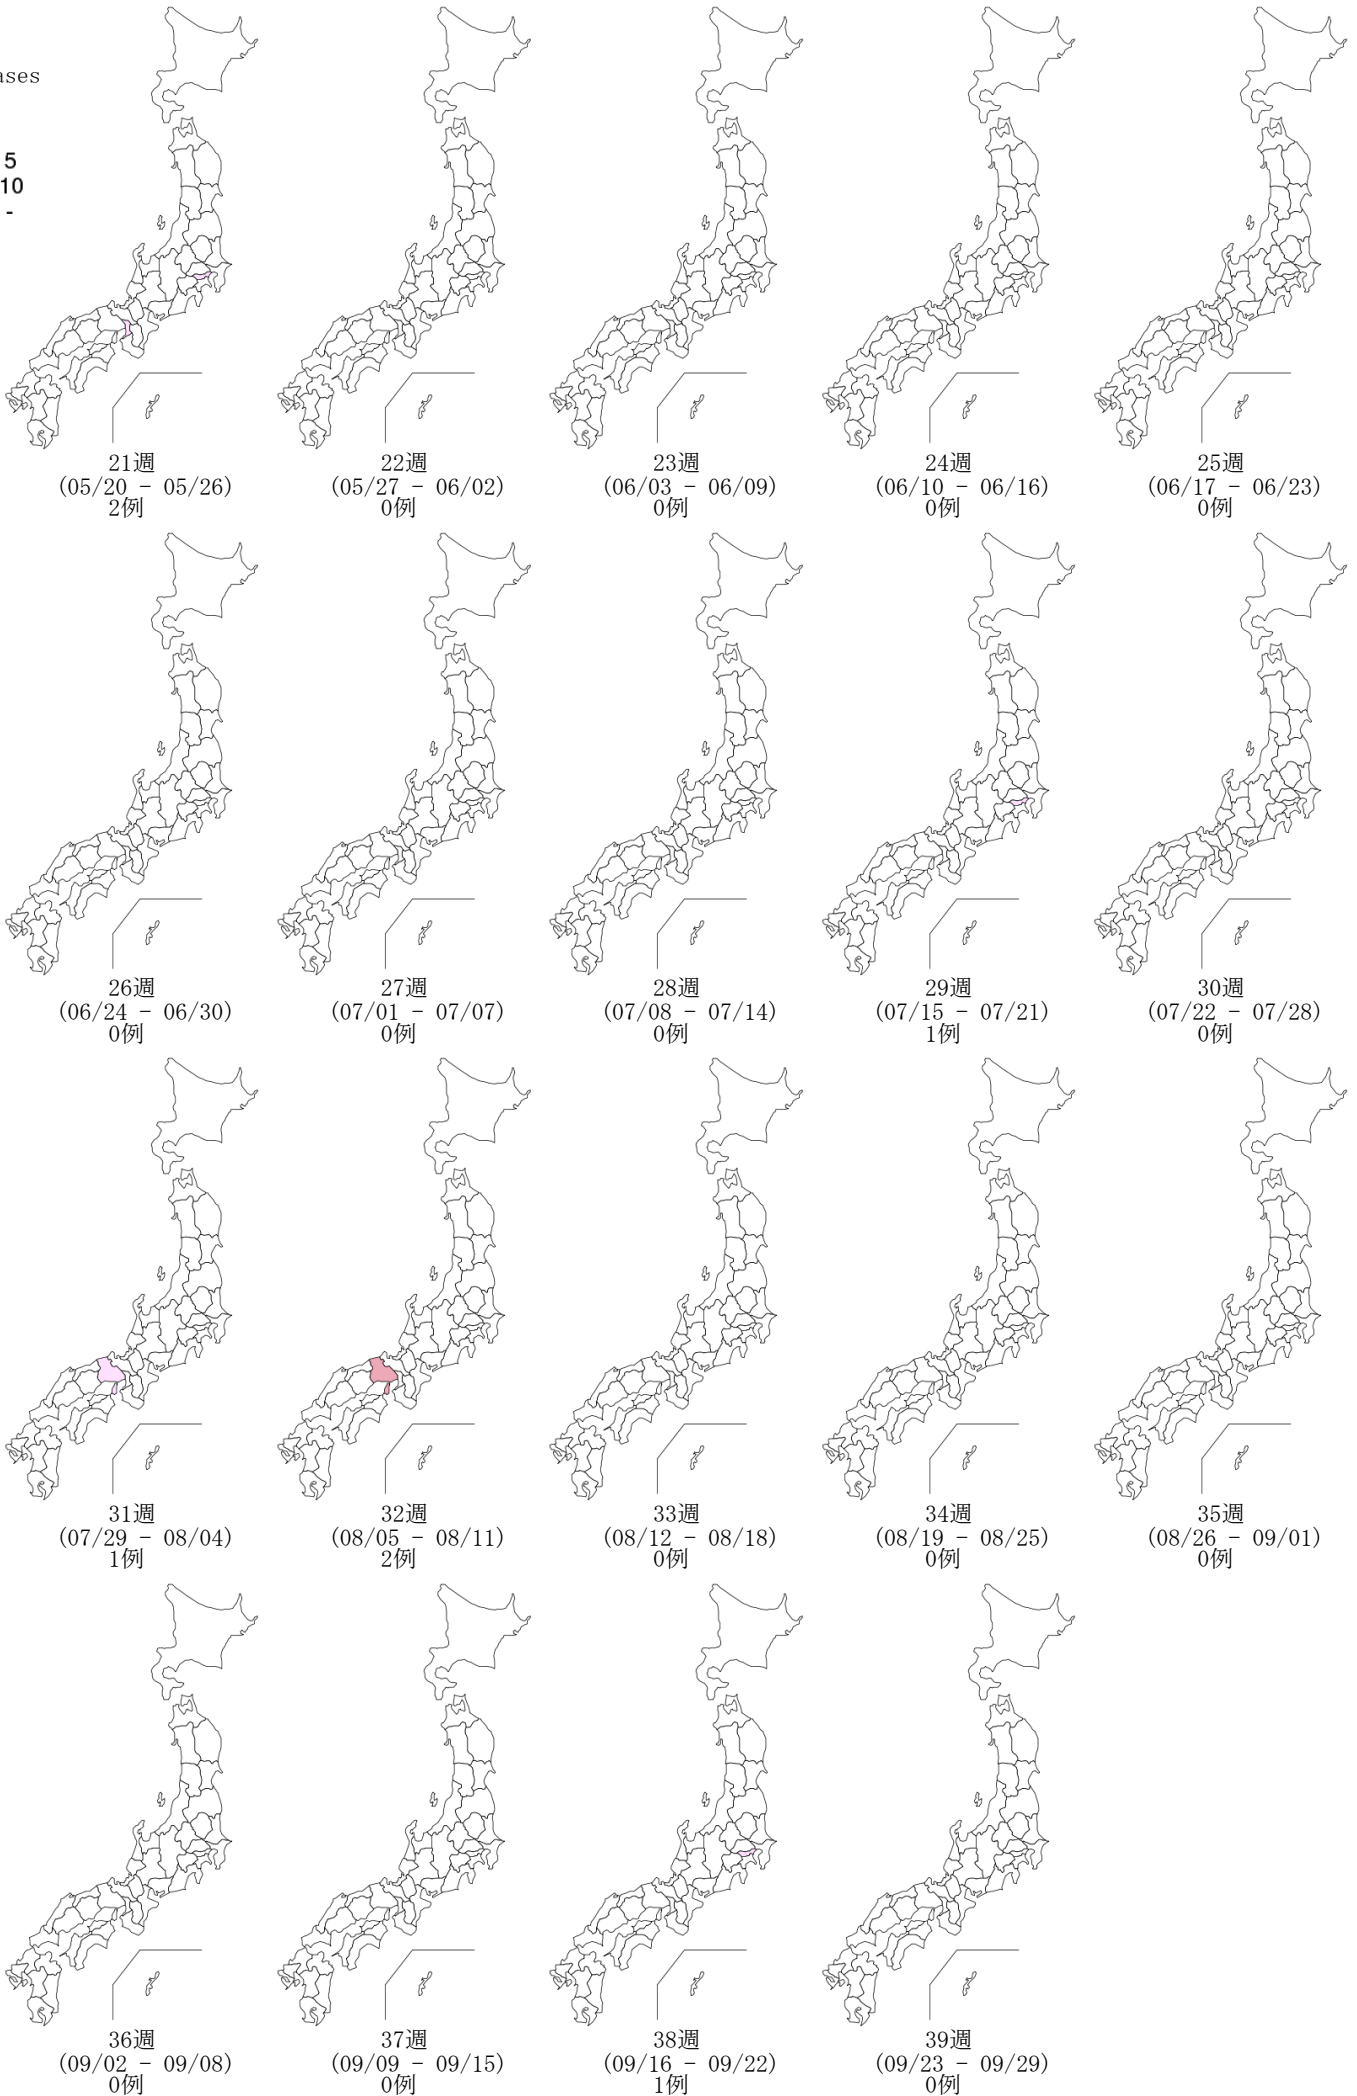 ases
5
10
-
21週
(05/20 - 05/26)
2例
22週
(05/27 - 06/02)
0例
23週
(06/03 - 06/09)
0例
24週
(06/10 - 06/16)
0例
25週
(06/17 - 06/23)
0例
26週
(06/24 - 06/30)
0例
27週
(07/01 - 07/07)
0例
28週
(07/08 - 07/14)
0例
29週
(07/15 - 07/21)
1例
30週
(07/22 - 07/28)
0例
31週
(07/29 - 08/04)
1例
32週
(08/05 - 08/11)
2例
33週
(08/12 - 08/18)
0例
34週
(08/19 - 08/25)
0例
35週
(08/26 - 09/01)
0例
36週
(09/02 - 09/08)
0例
37週
(09/09 - 09/15)
0例
38週
(09/16 - 09/22)
1例
39週
(09/23 - 09/29)
0例